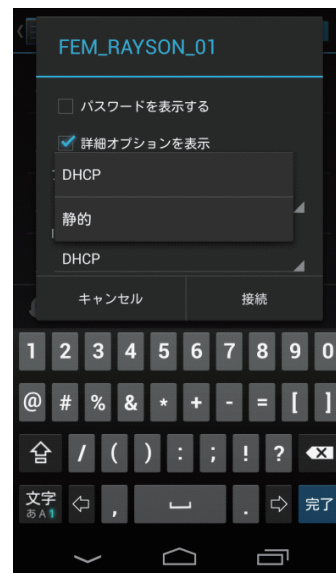 FEM_RAYSON_01
パスワードを表示する
詳細オプションを表示
DHCP
静的
DHCP
キャンセル 接続
1 2 3 4 5 6 7 8 9 0
@ # % & * + - = [ ]
/ ( ) : ; ! ?
文字 , . 完了
あA1